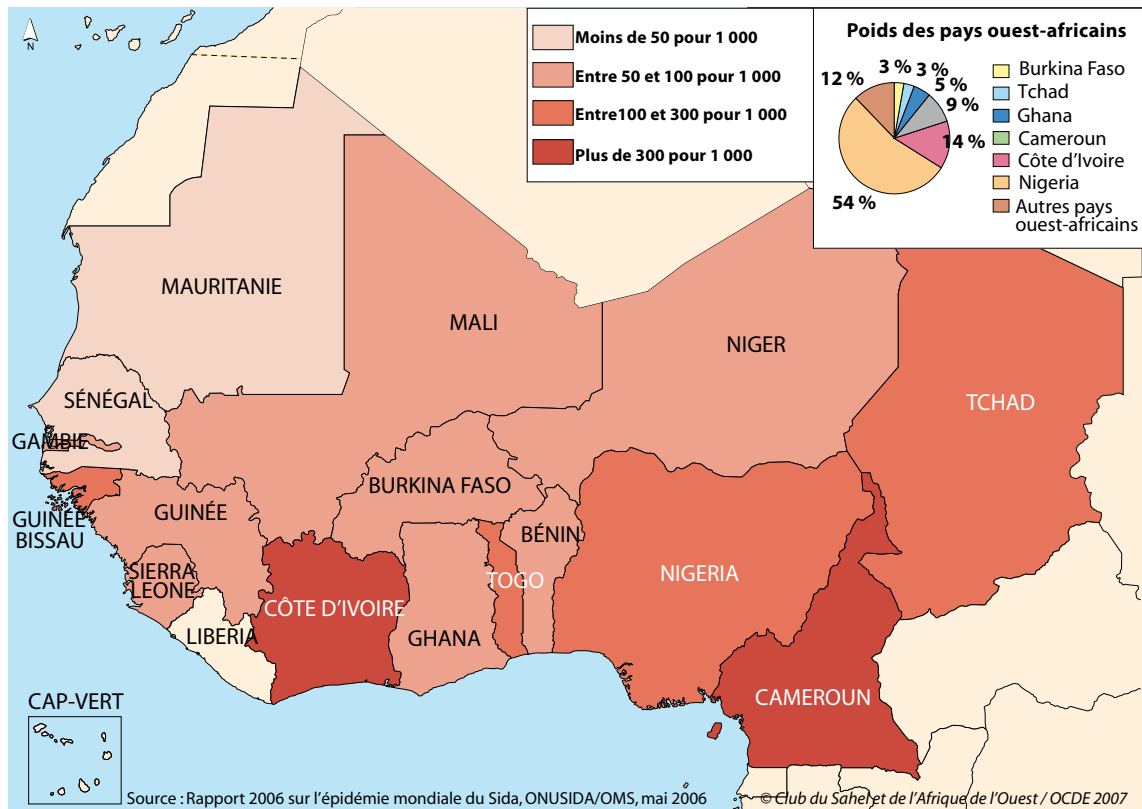 N
Moins de 50 pour 1 000
Entre 50 et 100 pour 1 000
Entre100 et 300 pour 1 000
Plus de 300 pour 1 000
Poids des pays ouest-africains
3 %
3 %
5 %
9 %
14 %
54 %
12 %
Burkina Faso
Tchad
Ghana
Cameroun
Côte d'Ivoire
Nigeria
Autres pays
ouest-africains
MAURITANIE
MALI
NIGER
TCHAD
SÉNÉGAL
GAMBIE
GUINÉE
BISSAU
GUINÉE
SIERRA
LEONE
LIBERIA
CÔTE D'IVOIRE
BURKINA FASO
GHANA
TOGO
BÉNIN
NIGERIA
CAMEROUN
CAP-VERT
Source : Rapport 2006 sur l'épidémie mondiale du Sida, ONUSIDA/OMS, mai 2006
© Club du Sahel et de l'Afrique de l'Ouest / OCDE 2007